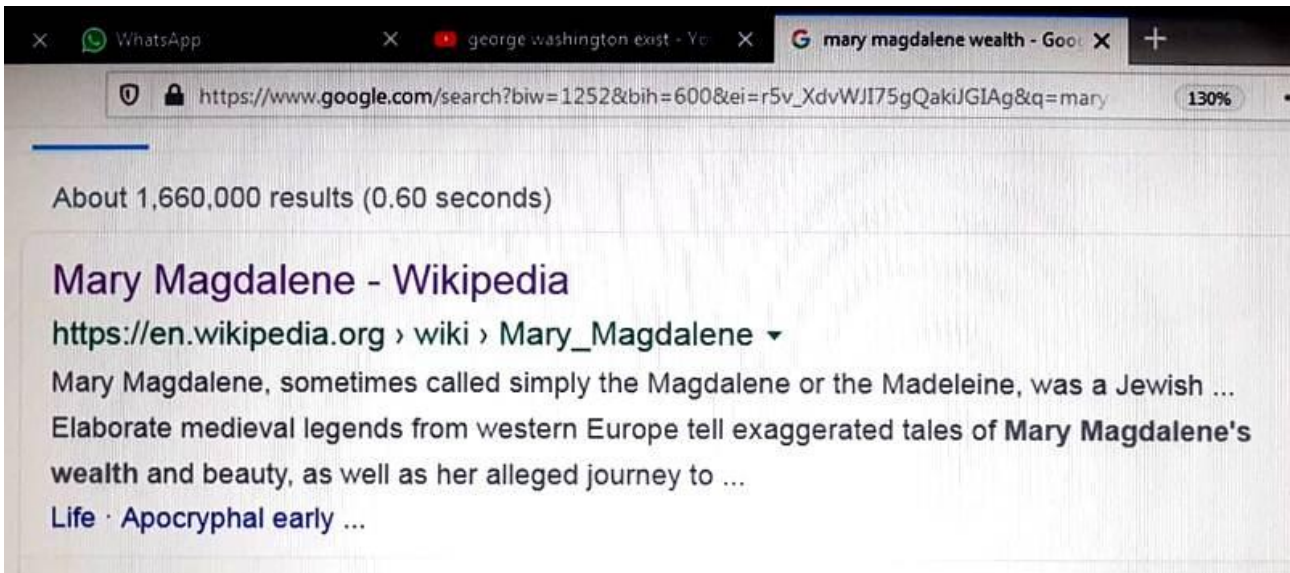 WhatsApp
george washington exist - Yo
mary magdalene wealth - Goo
https://www.google.com/search?biw=1252&bih=600&ei=r5v_XdvWJI75gQakiJGIAg&q=mary
130%
About 1,660,000 results (0.60 seconds)
Mary Magdalene - Wikipedia
https://en.wikipedia.org › wiki › Mary_Magdalene
Mary Magdalene, sometimes called simply the Magdalene or the Madeleine, was a Jewish ...
Elaborate medieval legends from western Europe tell exaggerated tales of Mary Magdalene's
wealth and beauty, as well as her alleged journey to ...
Life · Apocryphal early ...